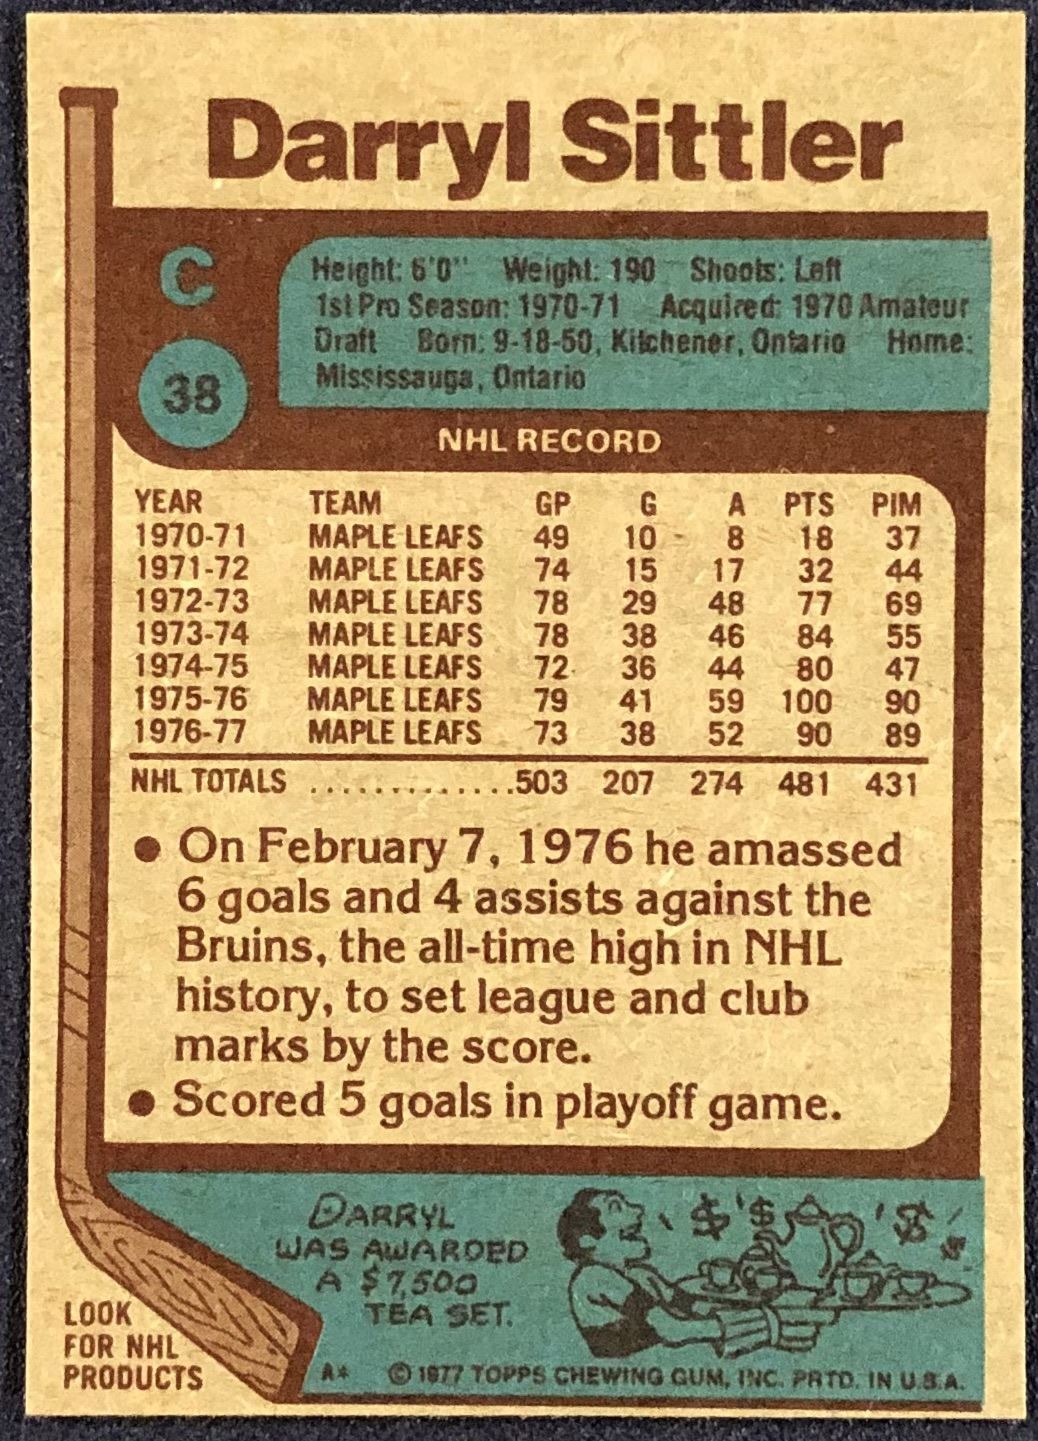 Darryl Sittler
C
38
Height: 6'0" Weight: 190 Shoots: Left
1st Pro Season: 1970-71 Acquired: 1970 Amateur
Draft Born: 9-18-50, Kitchener, Ontario Home:
Mississauga, Ontario
NHL RECORD
YEAR TEAM GP G A PTS PIM
1970-71 MAPLE LEAFS 49 10 8 18 37
1971-72 MAPLE LEAFS 74 15 17 32 44
1972-73 MAPLE LEAFS 78 29 48 77 69
1973-74 MAPLE LEAFS 78 38 46 84 55
1974-75 MAPLE LEAFS 72 36 44 80 47
1975-76 MAPLE LEAFS 79 41 59 100 90
1976-77 MAPLE LEAFS 73 38 52 90 89
NHL TOTALS .............503 207 274 481 431
● On February 7, 1976 he amassed
6 goals and 4 assists against the
Bruins, the all-time high in NHL
history, to set league and club
marks by the score.
● Scored 5 goals in playoff game.
DARRYL
WAS AWARDED
A $7,500
TEA SET.
$ $ $ $
LOOK
FOR NHL
PRODUCTS
A* © 1977 TOPPS CHEWING GUM, INC. PRTD. IN U.S.A.